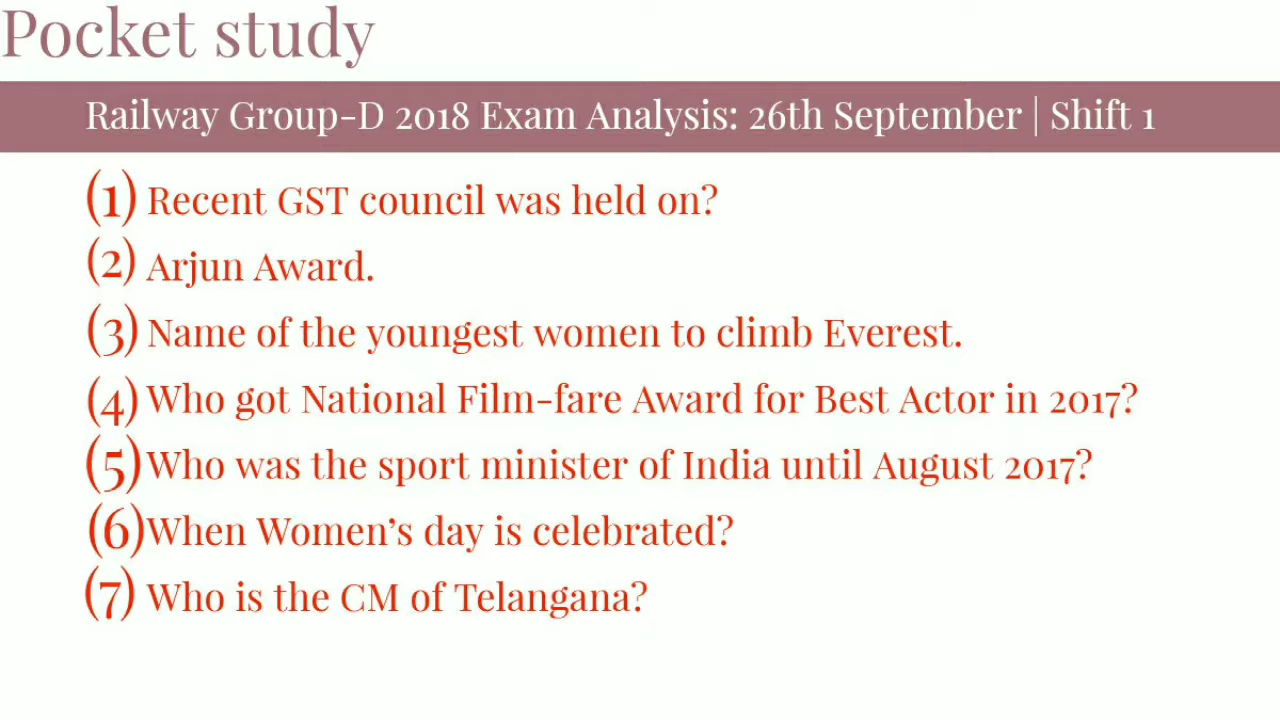 Pocket study
Railway Group-D 2018 Exam Analysis: 26th September | Shift 1
(1) Recent GST council was held on?
(2) Arjun Award.
(3) Name of the youngest women to climb Everest.
(4) Who got National Film-fare Award for Best Actor in 2017?
(5) Who was the sport minister of India until August 2017?
(6) When Women’s day is celebrated?
(7) Who is the CM of Telangana?